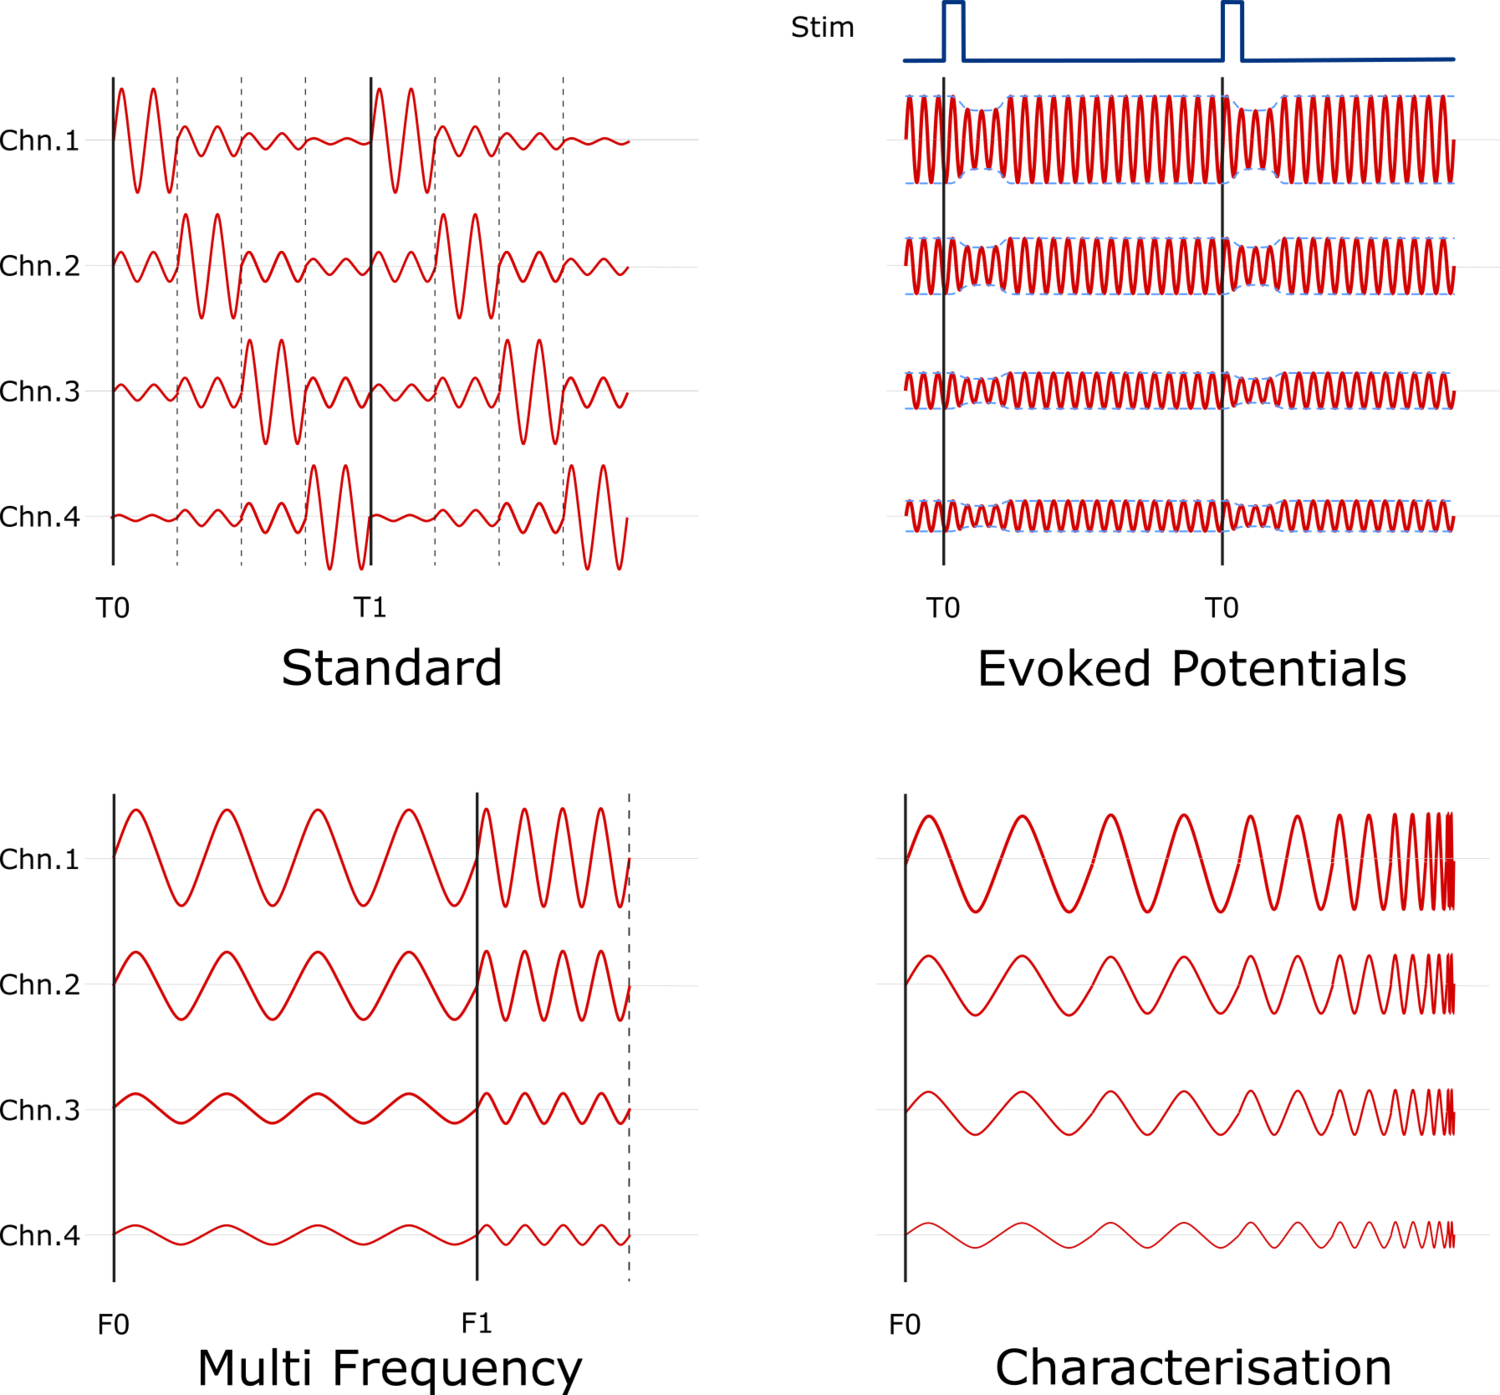 Stim
Chn.1
Chn.2
Chn.3
Chn.4
T0 T1
T0 T0
Standard
Evoked Potentials
Chn.1
Chn.2
Chn.3
Chn.4
F0 F1
F0
Multi Frequency
Characterisation